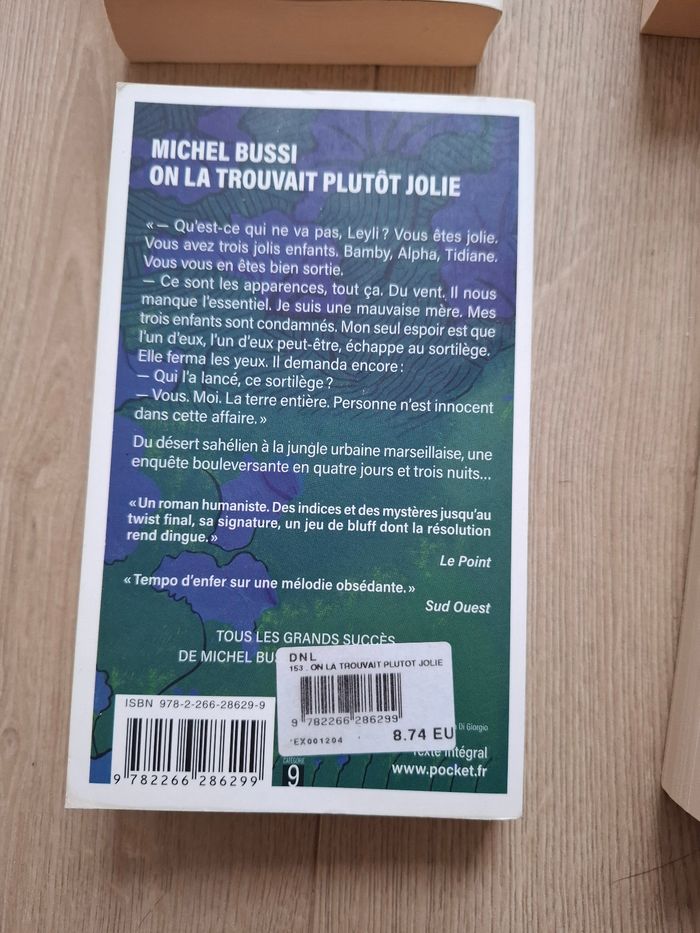 MICHEL BUSSI
ON LA TROUVAIT PLUTÔT JOLIE
« — Qu'est-ce qui ne va pas, Leyli ? Vous êtes jolie.
Vous avez trois jolis enfants. Bamby, Alpha, Tidiane.
Vous vous en êtes bien sortie.
— Ce sont les apparences, tout ça. Du vent. Il nous
manque l'essentiel. Je suis une mauvaise mère. Mes
trois enfants sont condamnés. Mon seul espoir est que
l'un d'eux, l'un d'eux peut-être, échappe au sortilège.
Elle ferma les yeux. Il demanda encore :
— Qui l'a lancé, ce sortilège ?
— Vous. Moi. La terre entière. Personne n'est innocent
dans cette affaire. »
Du désert sahélien à la jungle urbaine marseillaise, une
enquête bouleversante en quatre jours et trois nuits...
« Un roman humaniste. Des indices et des mystères jusqu'au
twist final, sa signature, un jeu de bluff dont la résolution
rend dingue. »
Le Point
« Tempo d'enfer sur une mélodie obsédante. »
Sud Ouest
TOUS LES GRANDS SUCCÈS
DE MICHEL
DNL
153 . ON LA TROUVAIT PLUTOT JOLIE
9 782266 286299
*EX001204
8.74 EU
ISBN 978-2-266-28629-9
9 782266 286299
CATÉGORIE
9
Di Giorgio
Texte intégral
www.pocket.fr